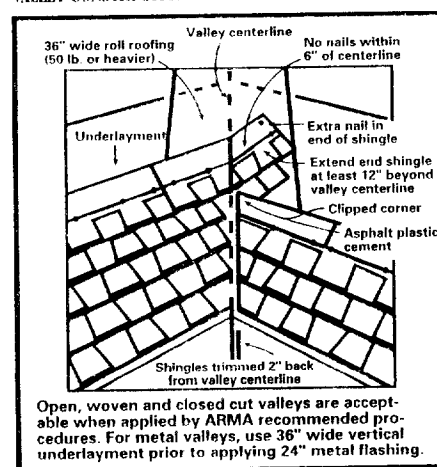 Valley centerline
36" wide roll roofing
(50 lb. or heavier)
No nails within
6" of centerline
Underlayment
Extra nail in
end of shingle
Extend end shingle
at least 12" beyond
valley centerline
Clipped corner
Asphalt plastic
cement
Shingles trimmed 2" back
from valley centerline
Open, woven and closed cut valleys are accept-
able when applied by ARMA recommended pro-
cedures. For metal valleys, use 36" wide vertical
underlayment prior to applying 24" metal flashing.